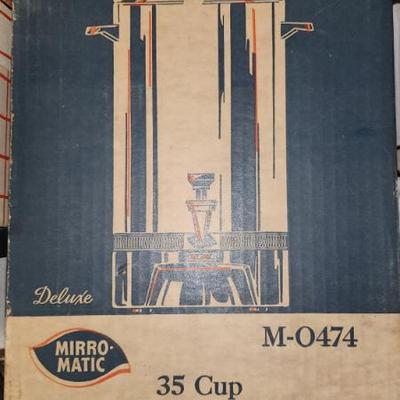 Deluxe
MIRRO-
MATIC
M-0474
35 Cup